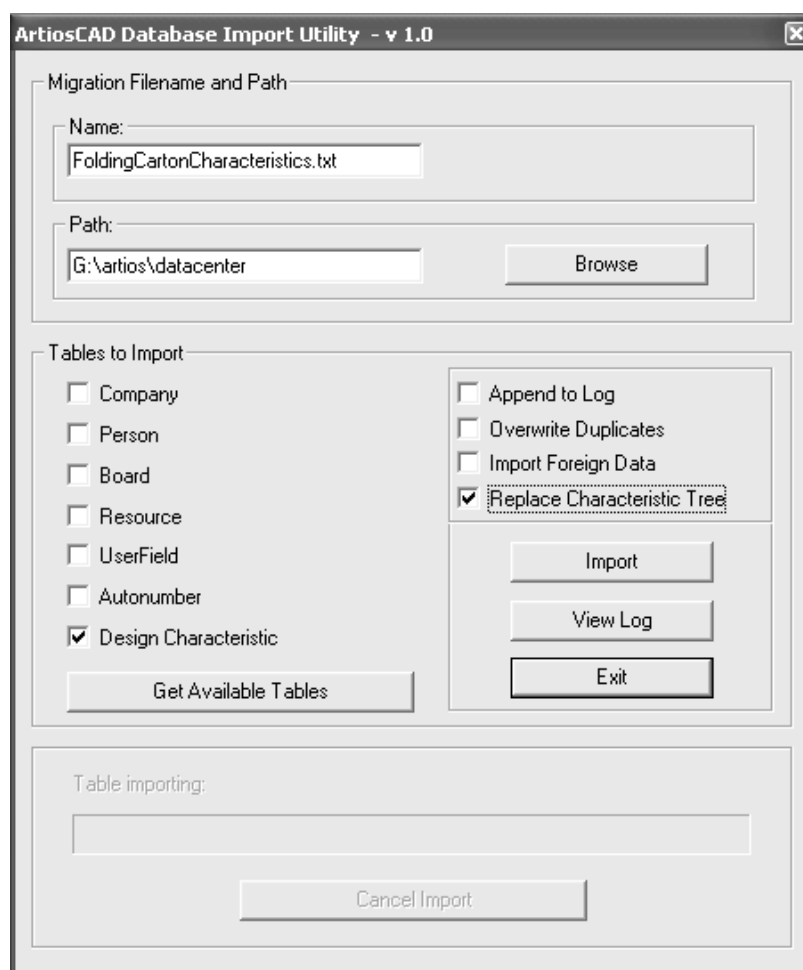 ArtiosCAD Database Import Utility - v 1.0
Migration Filename and Path
Name:
FoldingCartonCharacteristics.txt
Path:
G:\artios\datacenter
Browse
Tables to Import
Company
Person
Board
Resource
UserField
Autonumber
Design Characteristic
Get Available Tables
Append to Log
Overwrite Duplicates
Import Foreign Data
Replace Characteristic Tree
Import
View Log
Exit
Table importing:
Cancel Import